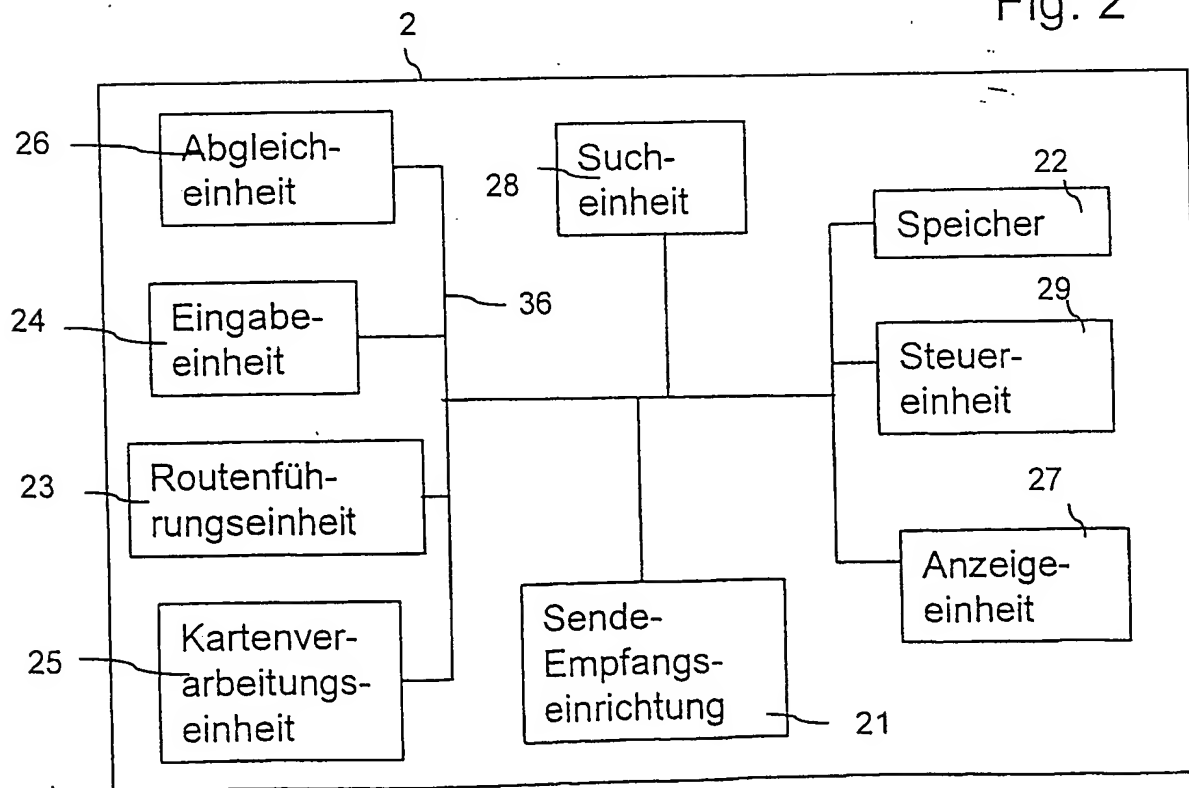 Fig. 2
2
26
Abgleich-
einheit
28
Such-
einheit
22
Speicher
24
Eingabe-
einheit
36
29
Steuer-
einheit
23
Routenfüh-
rungseinheit
27
Anzeige-
einheit
25
Kartenver-
arbeitungs-
einheit
Sende-
Empfangs-
einrichtung
21